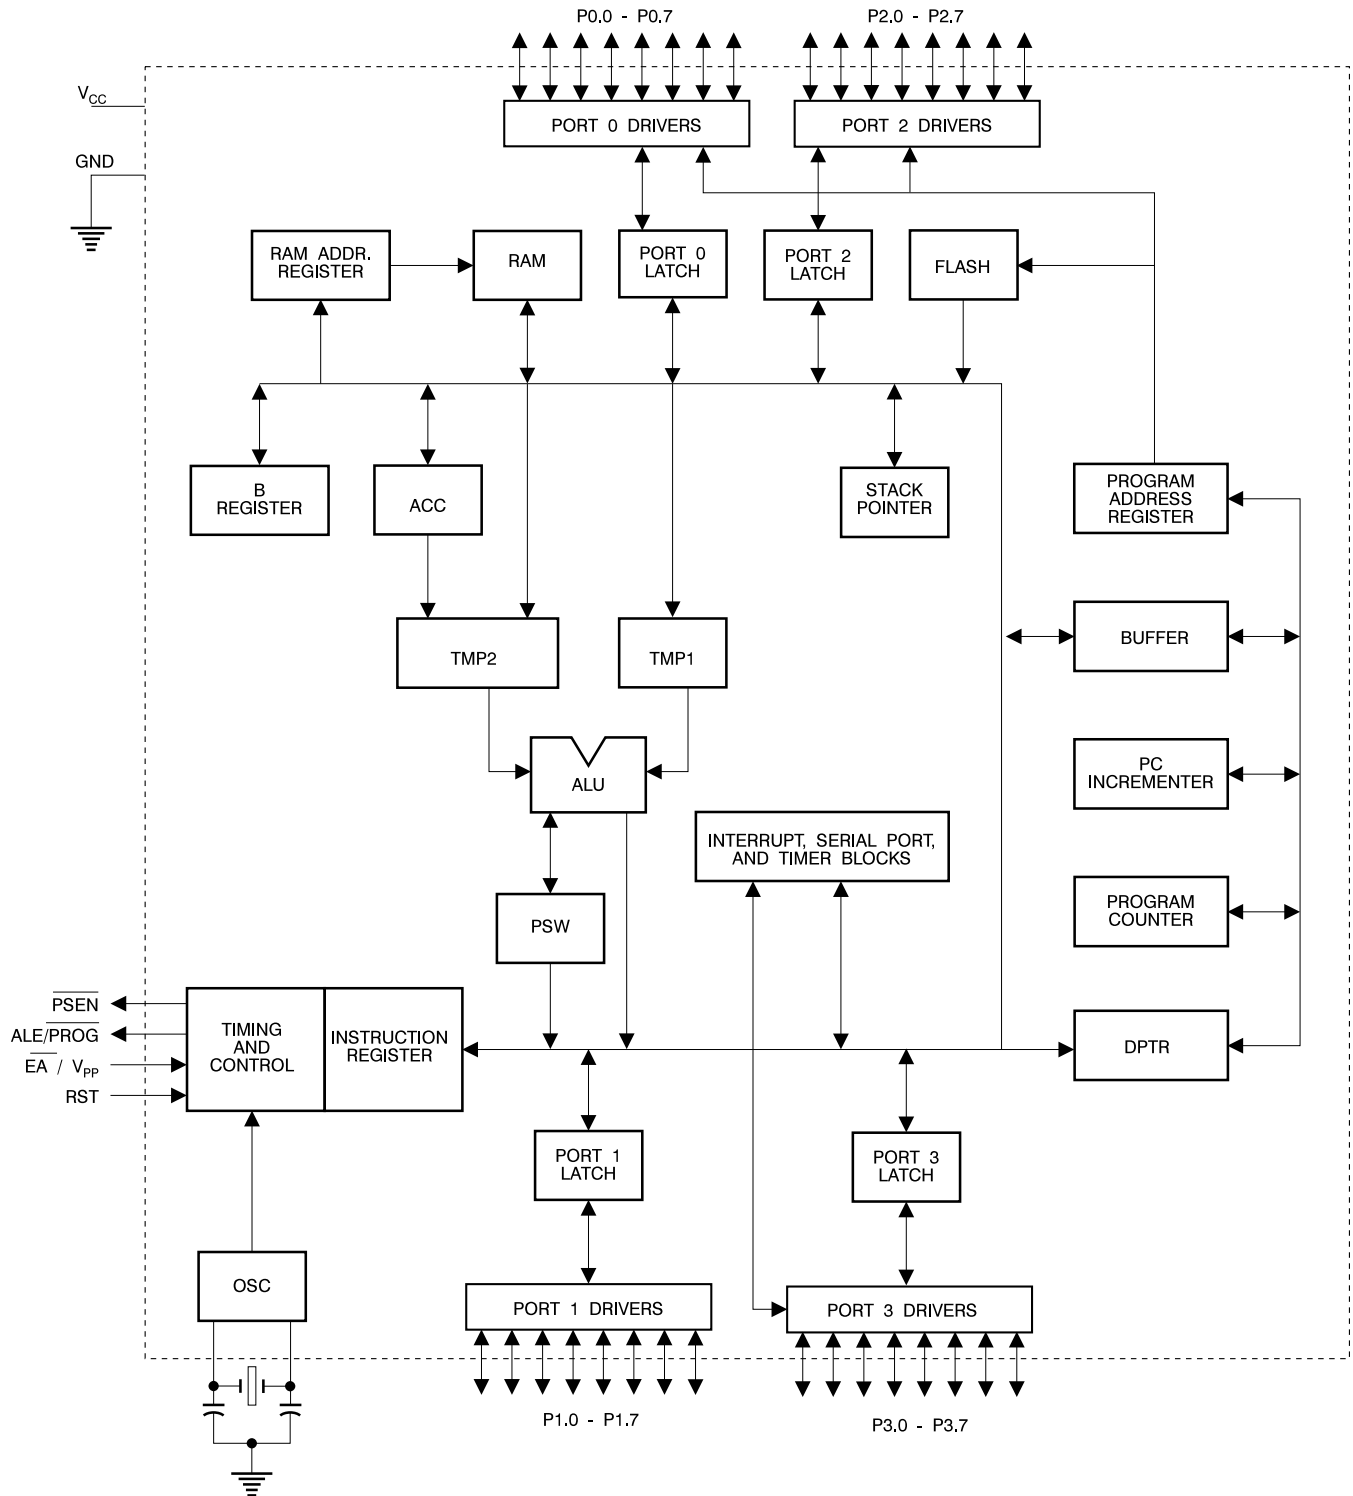 P0.0 - P0.7
P2.0 - P2.7
VCC
GND
PORT 0 DRIVERS
PORT 2 DRIVERS
RAM ADDR.
REGISTER
RAM
PORT 0
LATCH
PORT 2
LATCH
FLASH
B
REGISTER
ACC
STACK
POINTER
PROGRAM
ADDRESS
REGISTER
TMP2
TMP1
BUFFER
ALU
PC
INCREMENTER
INTERRUPT, SERIAL PORT,
AND TIMER BLOCKS
PSW
PROGRAM
COUNTER
PSEN
ALE/PROG
EA / VPP
RST
TIMING
AND
CONTROL
INSTRUCTION
REGISTER
DPTR
PORT 1
LATCH
PORT 3
LATCH
OSC
PORT 1 DRIVERS
PORT 3 DRIVERS
P1.0 - P1.7
P3.0 - P3.7